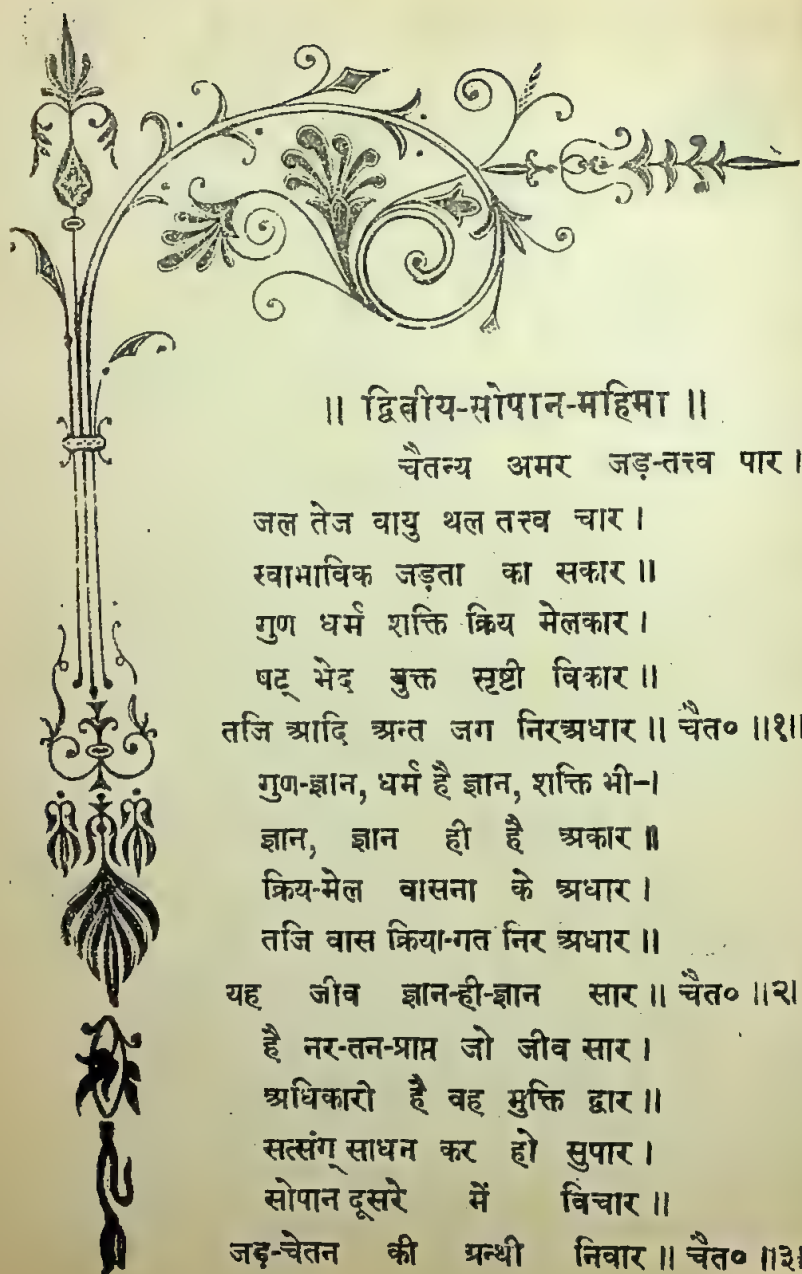 ॥ द्वितीय-सोपान-महिमा ॥
चैतन्य अमर जड़-तत्त्व पार ।
जल तेज वायु थल तत्त्व चार ।
स्वाभाविक जड़ता का सकार ॥
गुण धर्म शक्ति क्रिय मेलकार ।
षट् भेद युक्त सृष्टी विकार ॥
तजि आदि अन्त जग निरअधार ॥ चैत० ॥१॥
गुण-ज्ञान, धर्म है ज्ञान, शक्ति भी-।
ज्ञान, ज्ञान ही है अकार ॥
क्रिय-मेल वासना के अधार ।
तजि वास क्रिया-गत निर अधार ॥
यह जीव ज्ञान-ही-ज्ञान सार ॥ चैत० ॥२।
है नर-तन-प्राप्त जो जीव सार ।
अधिकारो है वह मुक्ति द्वार ॥
सत्संग् साधन कर हो सुपार ।
सोपान दूसरे में विचार ॥
जड़-चेतन की ग्रन्थी निवार ॥ चैत० ॥३।